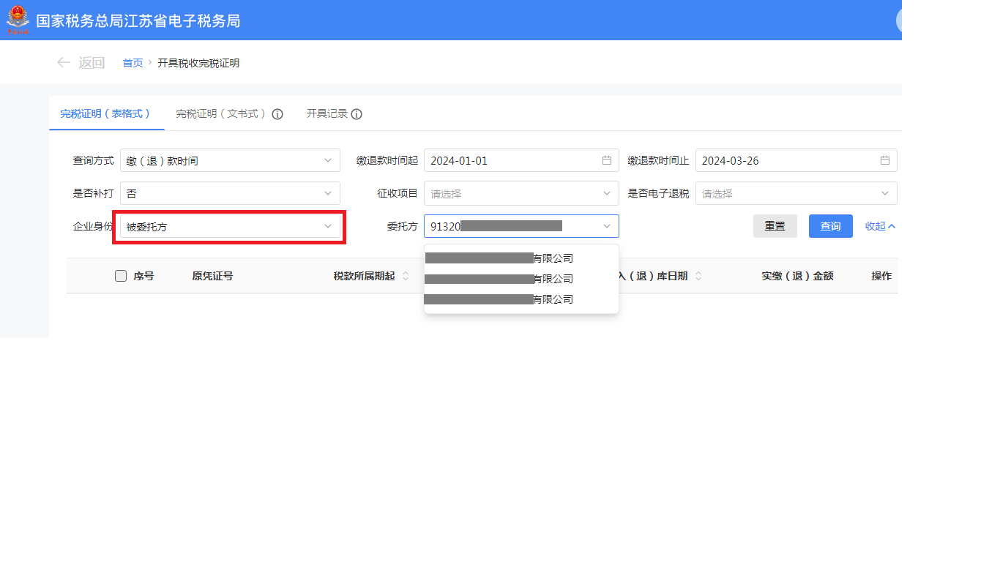 国家税务总局江苏省电子税务局
返回 首页 > 开具税收完税证明
完税证明（表格式） 完税证明（文书式） 开具记录
查询方式 缴（退）款时间 缴退款时间起 2024-01-01 缴退款时间止 2024-03-26
是否补打 否 征收项目 请选择 是否电子退税 请选择
企业身份 被委托方 委托方 91320 重置 查询 收起
有限公司
序号 原凭证号 税款所属期起 入（退）库日期 实缴（退）金额 操作
有限公司
有限公司